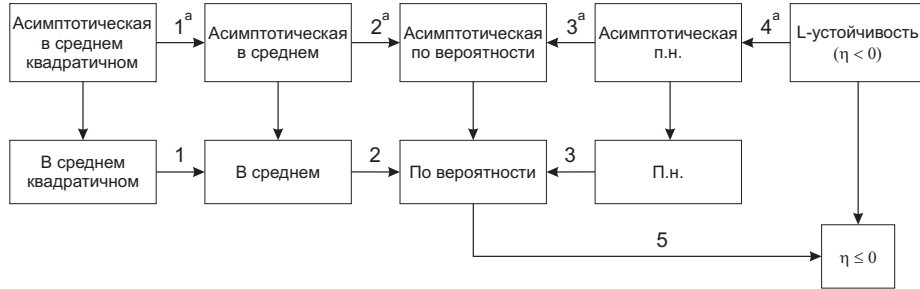 Асимптотическая
в среднем
квадратичном
1ᵃ
Асимптотическая
в среднем
2ᵃ
Асимптотическая
по вероятности
3ᵃ
Асимптотическая
п.н.
4ᵃ
L-устойчивость
(η < 0)
В среднем
квадратичном
1
В среднем
2
По вероятности
3
П.н.
5
η ≤ 0